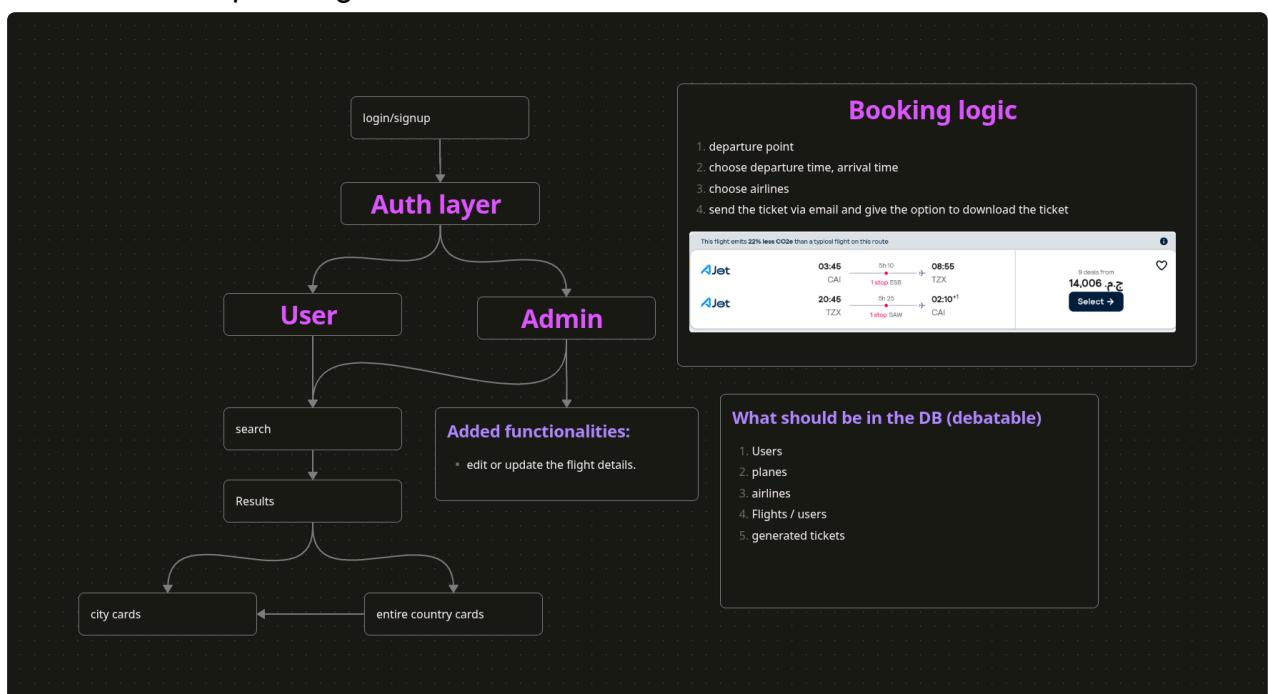 login/signup
Auth layer
User
Admin
search
Added functionalities:
edit or update the flight details.
Results
city cards
entire country cards
Booking logic
1. departure point
2. choose departure time, arrival time
3. choose airlines
4. send the ticket via email and give the option to download the ticket
This flight emits 22% less CO2e than a typical flight on this route
AJet
03:45 5h 10 08:55
CAI 1 stop ESB TZX
AJet
20:45 5h 25 02:10+1
TZX 1 stop SAW CAI
9 deals from
ج.م. 14,006
Select →
What should be in the DB (debatable)
1. Users
2. planes
3. airlines
4. Flights / users
5. generated tickets